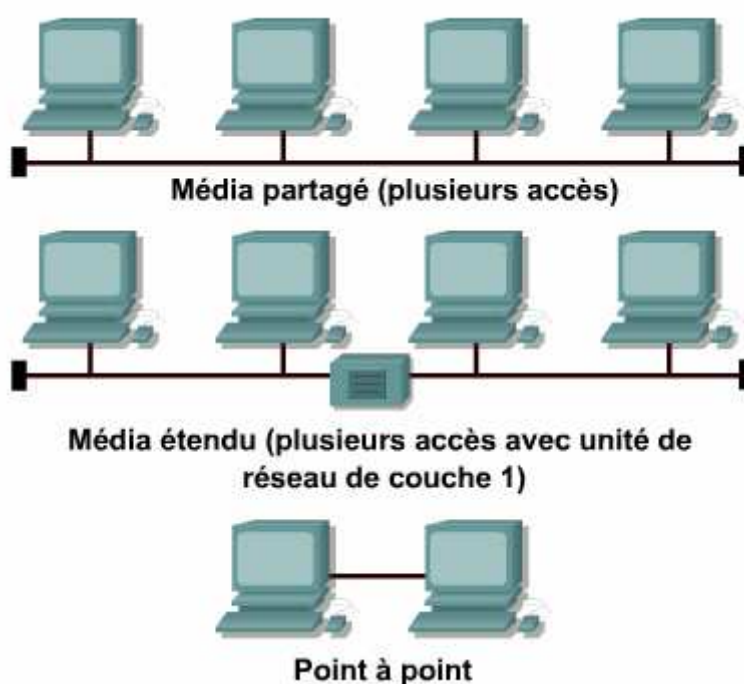 Média partagé (plusieurs accès)
Média étendu (plusieurs accès avec unité de
réseau de couche 1)
Point à point